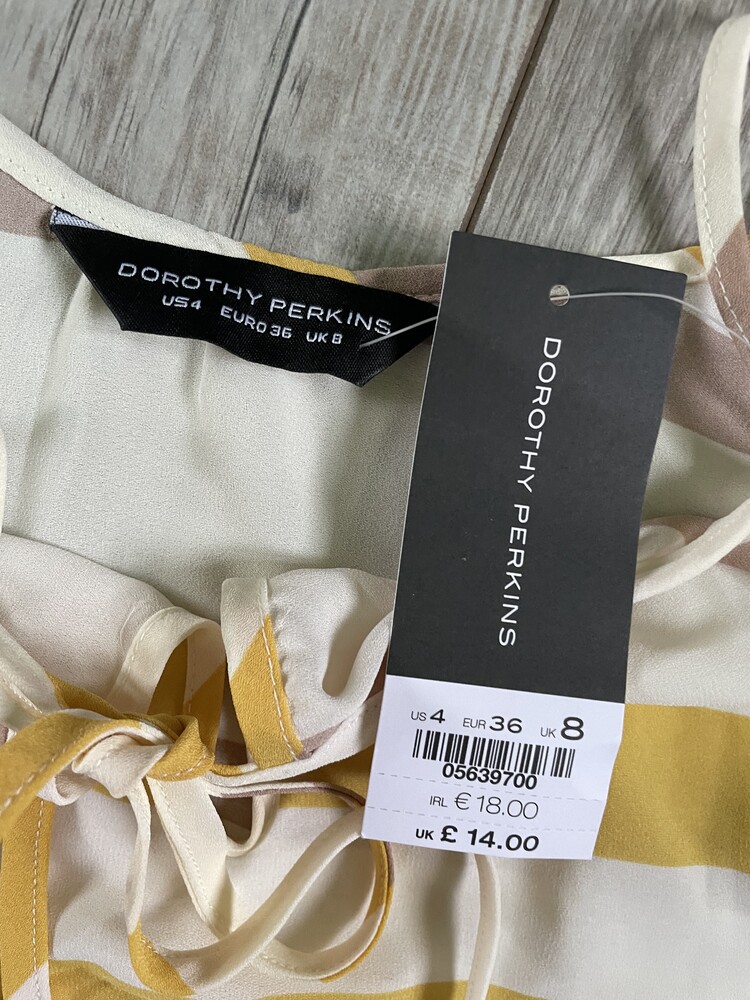 DOROTHY PERKINS
US4 EURO36 UK8
DOROTHY PERKINS
US 4 EUR 36 UK 8
05639700
IRL € 18.00
UK £ 14.00